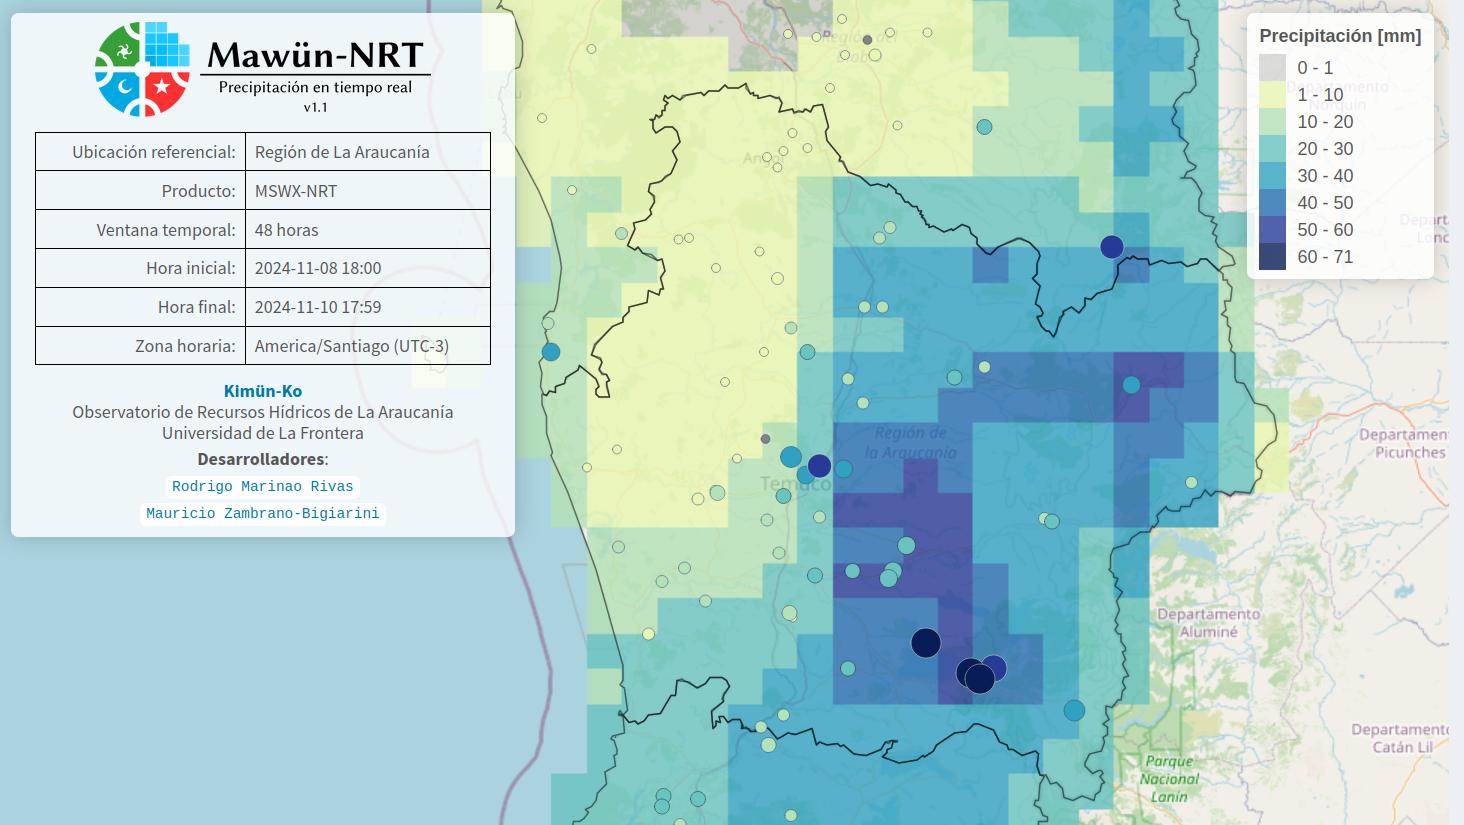 Mawün-NRT
Precipitación en tiempo real
v1.1
Ubicación referencial: Región de La Araucanía
Producto: MSWX-NRT
Ventana temporal: 48 horas
Hora inicial: 2024-11-08 18:00
Hora final: 2024-11-10 17:59
Zona horaria: America/Santiago (UTC-3)
Kimün-Ko
Observatorio de Recursos Hídricos de La Araucanía
Universidad de La Frontera
Desarrolladores:
Rodrigo Marinao Rivas
Mauricio Zambrano-Bigiarini
Precipitación [mm]
0 - 1
1 - 10
10 - 20
20 - 30
30 - 40
40 - 50
50 - 60
60 - 71
Región del
Región de
la Araucanía
Temuco
Departamento
Ñorquín
Departamen
Picunches
Departamento
Aluminé
Departamento
Catán Lil
Parque
Nacional
Lanín